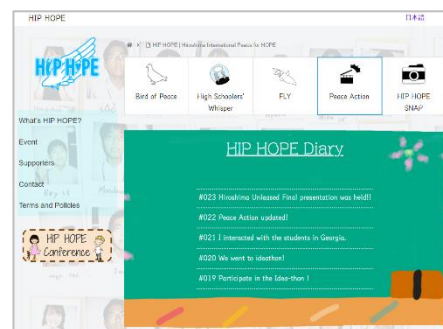 HIP HOPE
日本語
HIP HOPE
HIP HOPE | Hiroshima International Peace for HOPE
Bird of Peace
High Schoolers'
Whisper
FLY
Peace Action
HIP HOPE
SNAP
What's HIP HOPE?
Event
Supporters
Contact
Terms and Policies
HIP HOPE
Conference
HIP HOPE Diary
#023 Hiroshima Unleased Final presentation was held!!
#022 Peace Action updated!
#021 I interacted with the students in Georgia.
#020 We went to ideathon!
#019 Participate in the Idea-thon !